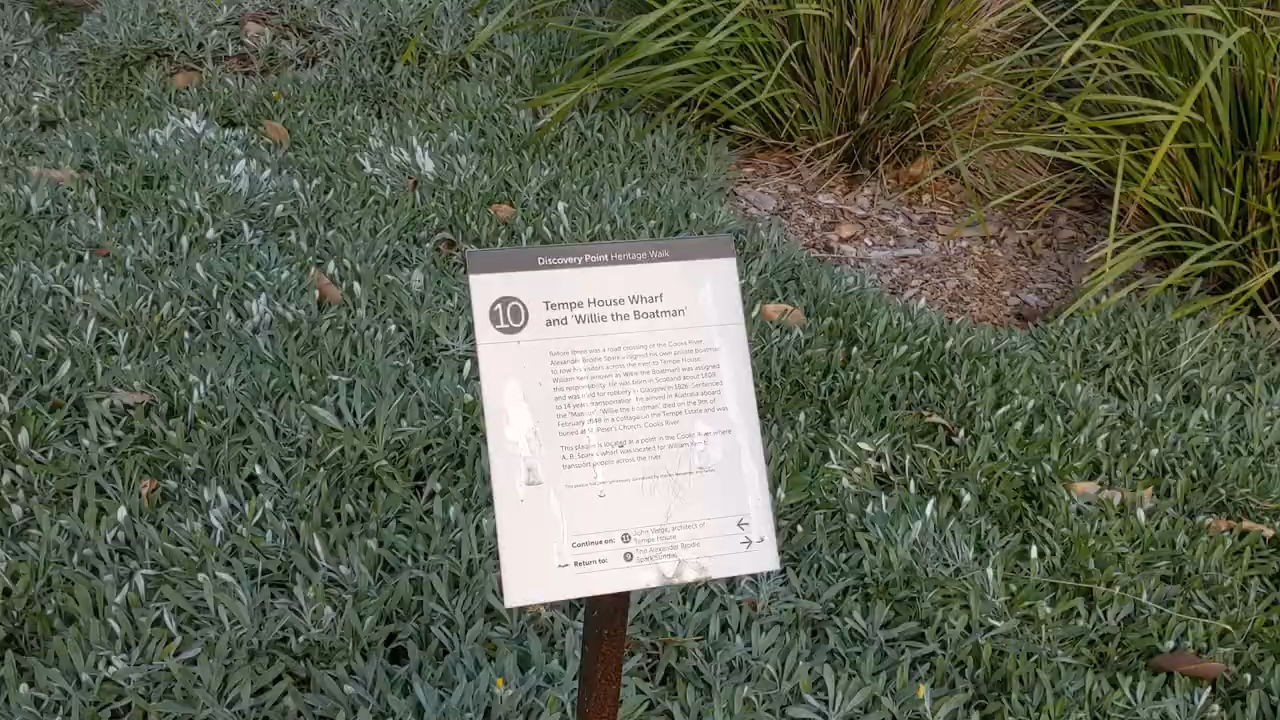 Discovery Point Heritage Walk
10
Tempe House Wharf
and 'Willie the Boatman'
Before there was a road crossing of the Cooks River
Alexander Brodie Spark assigned his own private Boatman
to row his visitors across the river to Tempe House.
William Kerr (known as Willie the Boatman) was assigned
this responsibility. He was born in Scotland about 1809
and was tried for robbery in Glasgow in 1826. Sentenced
to 14 years transportation, he arrived in Australia aboard
the "Manlius". 'Willie the Boatman' died on the 9th of
February 1848 in a cottage on the Tempe Estate and was
buried at St. Peter's Church, Cooks River.
This plaque is located at a point in the Cooks River where
A. B. Spark's wharf was located for William Kerr to
transport people across the river.
This plaque has been
Continue on: 11 John Verge, architect of
Tempe House
Return to: 9 The Alexander Brodie
Spark Sundial